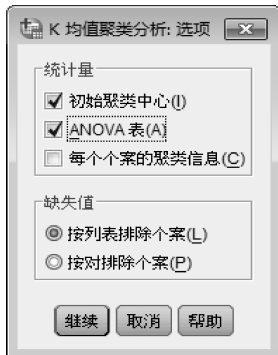 K 均值聚类分析: 选项
统计量
初始聚类中心(I)
ANOVA 表(A)
每个个案的聚类信息(C)
缺失值
按列表排除个案(L)
按对排除个案(P)
继续 取消 帮助